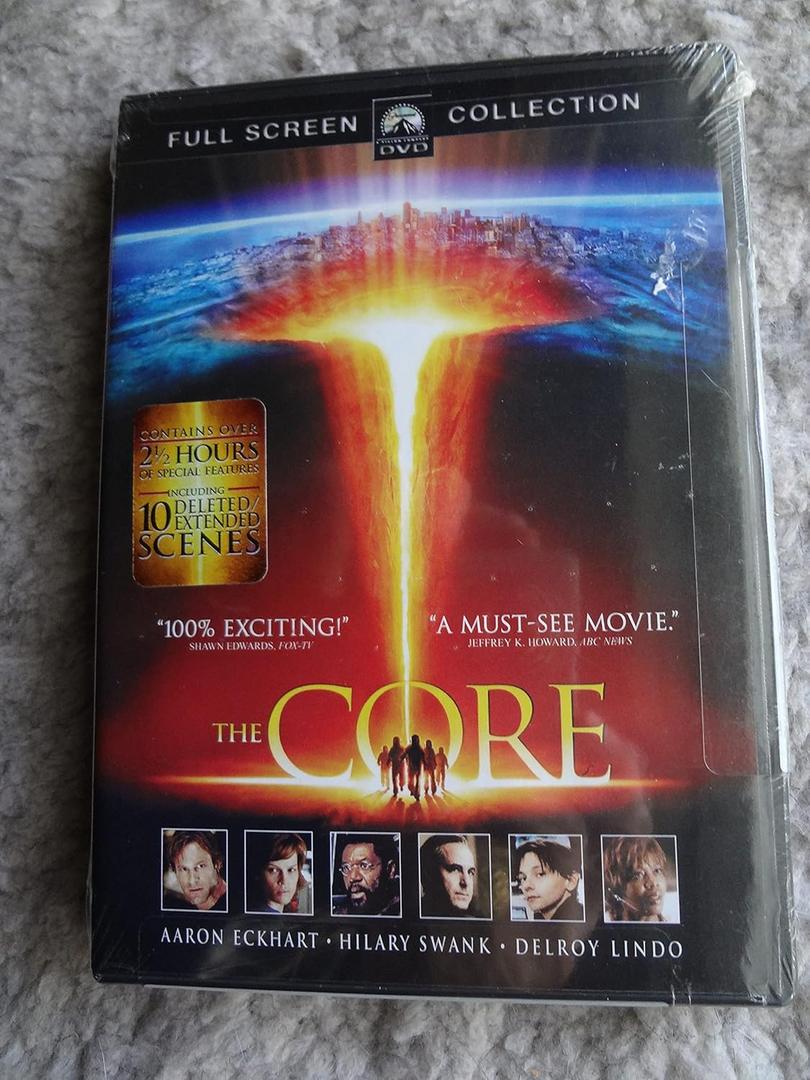 FULL SCREEN DVD COLLECTION
CONTAINS OVER
2½ HOURS
OF SPECIAL FEATURES
INCLUDING
10 DELETED/
EXTENDED
SCENES
"100% EXCITING!"
SHAWN EDWARDS, FOX-TV
"A MUST-SEE MOVIE."
JEFFREY K. HOWARD, ABC NEWS
THE CORE
AARON ECKHART • HILARY SWANK • DELROY LINDO